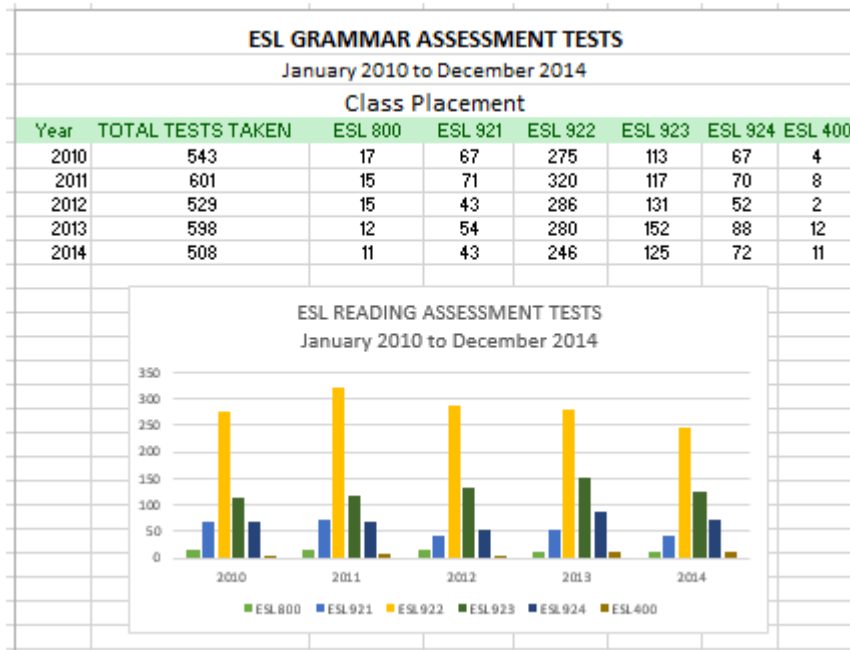 ESL GRAMMAR ASSESSMENT TESTS
January 2010 to December 2014
Class Placement
Year TOTAL TESTS TAKEN ESL 800 ESL 921 ESL 922 ESL 923 ESL 924 ESL 400
2010 543 17 67 275 113 67 4
2011 601 15 71 320 117 70 8
2012 529 15 43 286 131 52 2
2013 598 12 54 280 152 88 12
2014 508 11 43 246 125 72 11
ESL READING ASSESSMENT TESTS
January 2010 to December 2014
350
300
250
200
150
100
50
0
2010 2011 2012 2013 2014
ESL800 ESL921 ESL922 ESL923 ESL924 ESL400